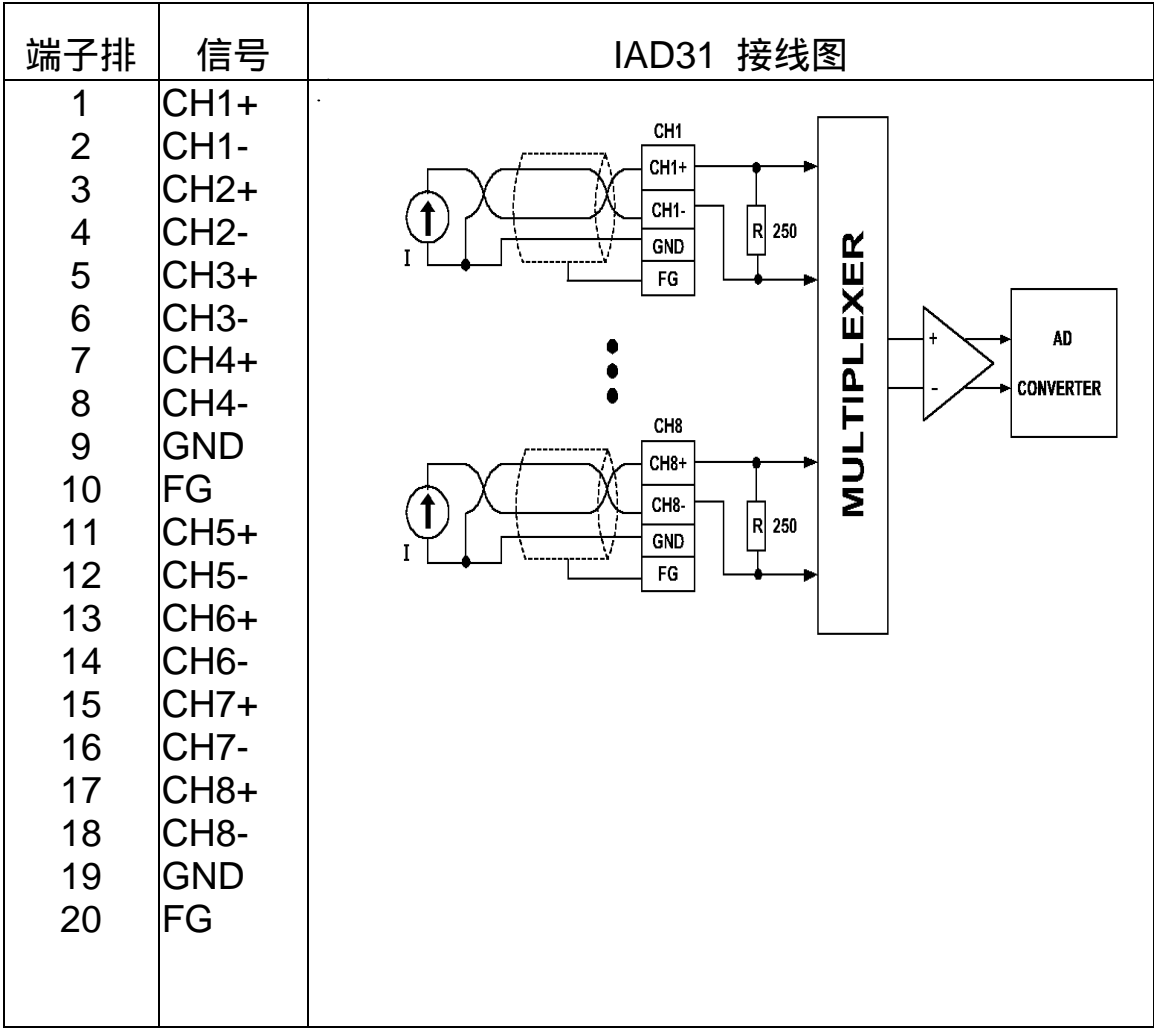 端子排 信号 IAD31 接线图
1 CH1+
2 CH1-
3 CH2+
4 CH2-
5 CH3+
6 CH3-
7 CH4+
8 CH4-
9 GND
10 FG
11 CH5+
12 CH5-
13 CH6+
14 CH6-
15 CH7+
16 CH7-
17 CH8+
18 CH8-
19 GND
20 FG
CH1
CH1+
CH1-
GND
FG
I
R 250
CH8
CH8+
CH8-
GND
FG
I
R 250
MULTIPLEXER
+
-
AD
CONVERTER